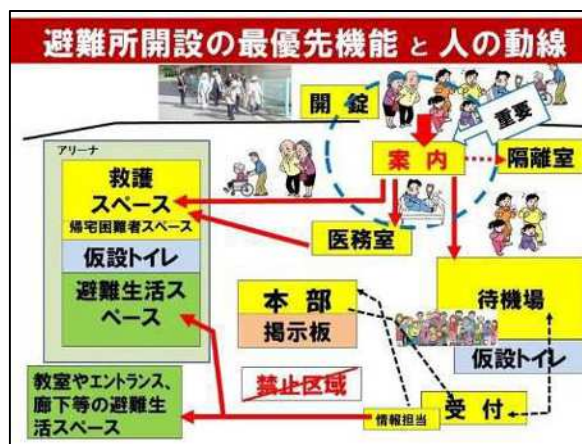 避難所開設の最優先機能 と 人の動線
開錠
重要
アリーナ
案内
隔離室
救護
スペース
帰宅困難者スペース
医務室
仮設トイレ
避難生活ス
ペース
本部
掲示板
待機場
仮設トイレ
教室やエントランス、
廊下等の避難生
活スペース
禁止区域
情報担当
受付